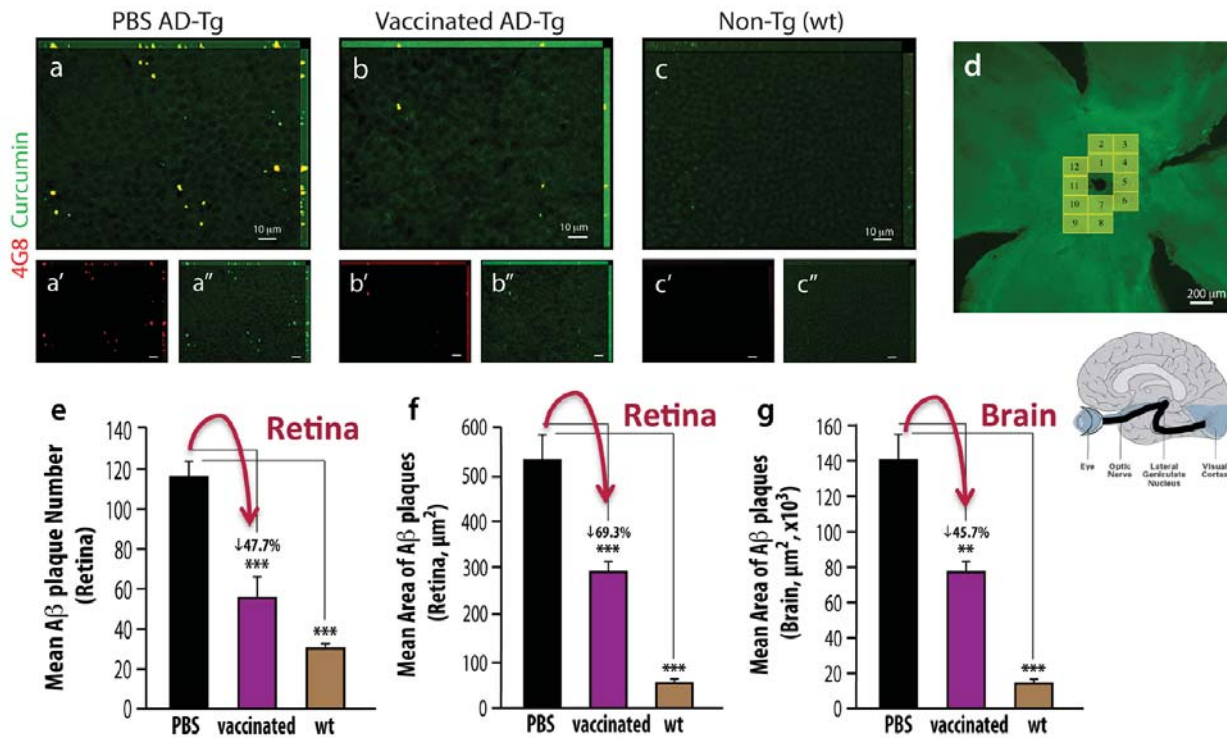 PBS AD-Tg
Vaccinated AD-Tg
Non-Tg (wt)
4G8 Curcumin
a
10 μm
b
10 μm
c
10 μm
d
2 3
12 1 4
11 5
10 7 6
9 8
200 μm
a'
a"
b'
b"
c'
c"
Eye
Optic
Nerve
Lateral
Geniculate
Nucleus
Visual
Cortex
e
Retina
Mean Aβ plaque Number
(Retina)
140
120
100
80
60
40
20
0
↓47.7%
***
***
PBS vaccinated wt
f
Retina
Mean Area of Aβ plaques
(Retina, μm²)
600
500
400
300
200
100
0
↓69.3%
***
***
PBS vaccinated wt
g
Brain
Mean Area of Aβ plaques
(Brain, μm², x10³)
160
140
120
100
80
60
40
20
0
↓45.7%
**
***
PBS vaccinated wt